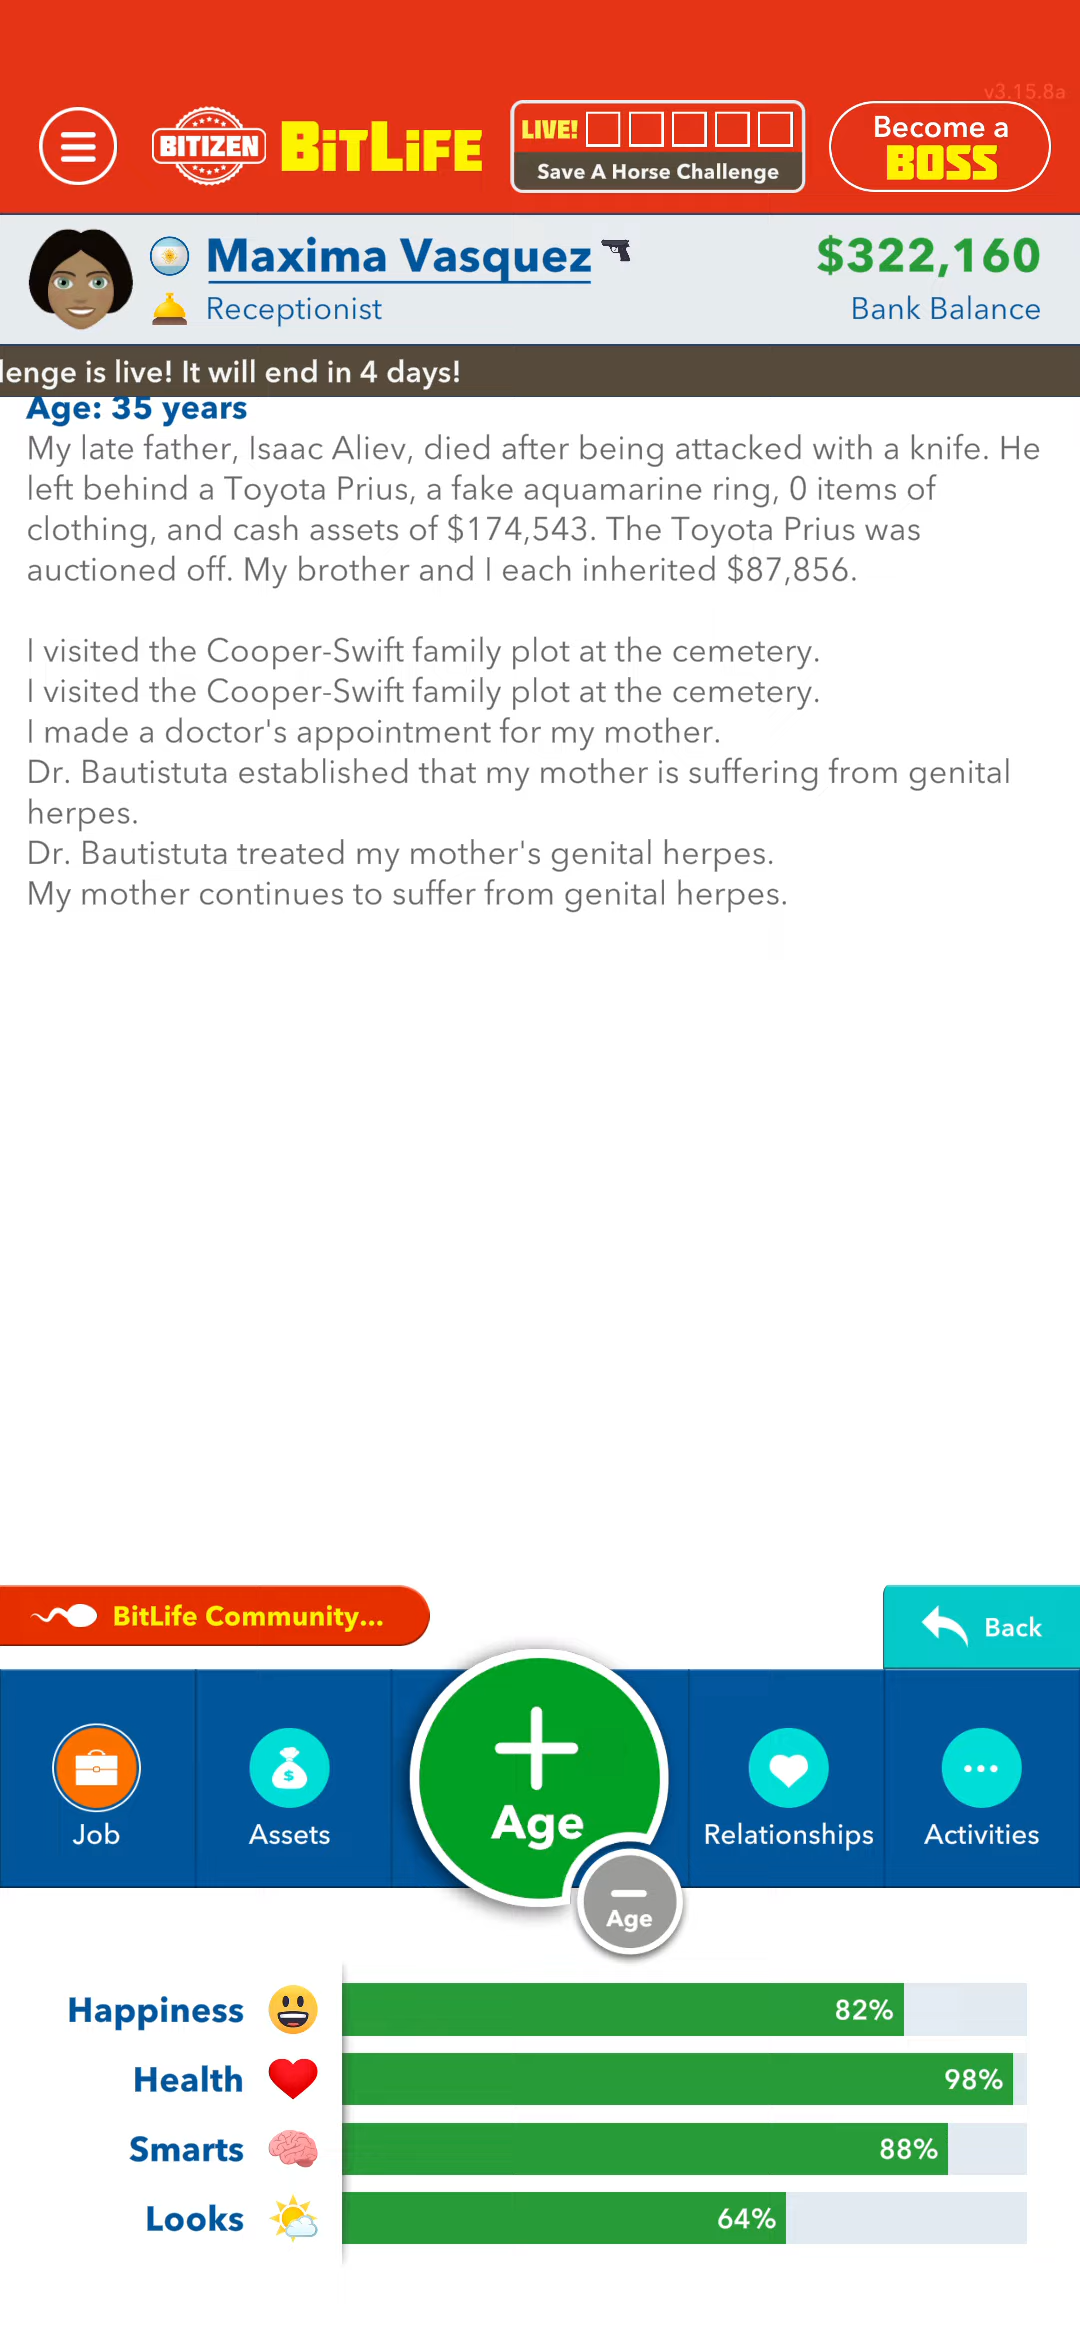 v3.15.8a
BITIZEN
BiTLiFE
LIVE!
Save A Horse Challenge
Become a
BOSS
Maxima Vasquez
$322,160
Receptionist
Bank Balance
lenge is live! It will end in 4 days!
Age: 35 years
My late father, Isaac Aliev, died after being attacked with a knife. He
left behind a Toyota Prius, a fake aquamarine ring, 0 items of
clothing, and cash assets of $174,543. The Toyota Prius was
auctioned off. My brother and I each inherited $87,856.
I visited the Cooper-Swift family plot at the cemetery.
I visited the Cooper-Swift family plot at the cemetery.
I made a doctor's appointment for my mother.
Dr. Bautistuta established that my mother is suffering from genital
herpes.
Dr. Bautistuta treated my mother's genital herpes.
My mother continues to suffer from genital herpes.
BitLife Community...
Back
Job
Assets
Age
Relationships
Activities
Age
Happiness
82%
Health
98%
Smarts
88%
Looks
64%